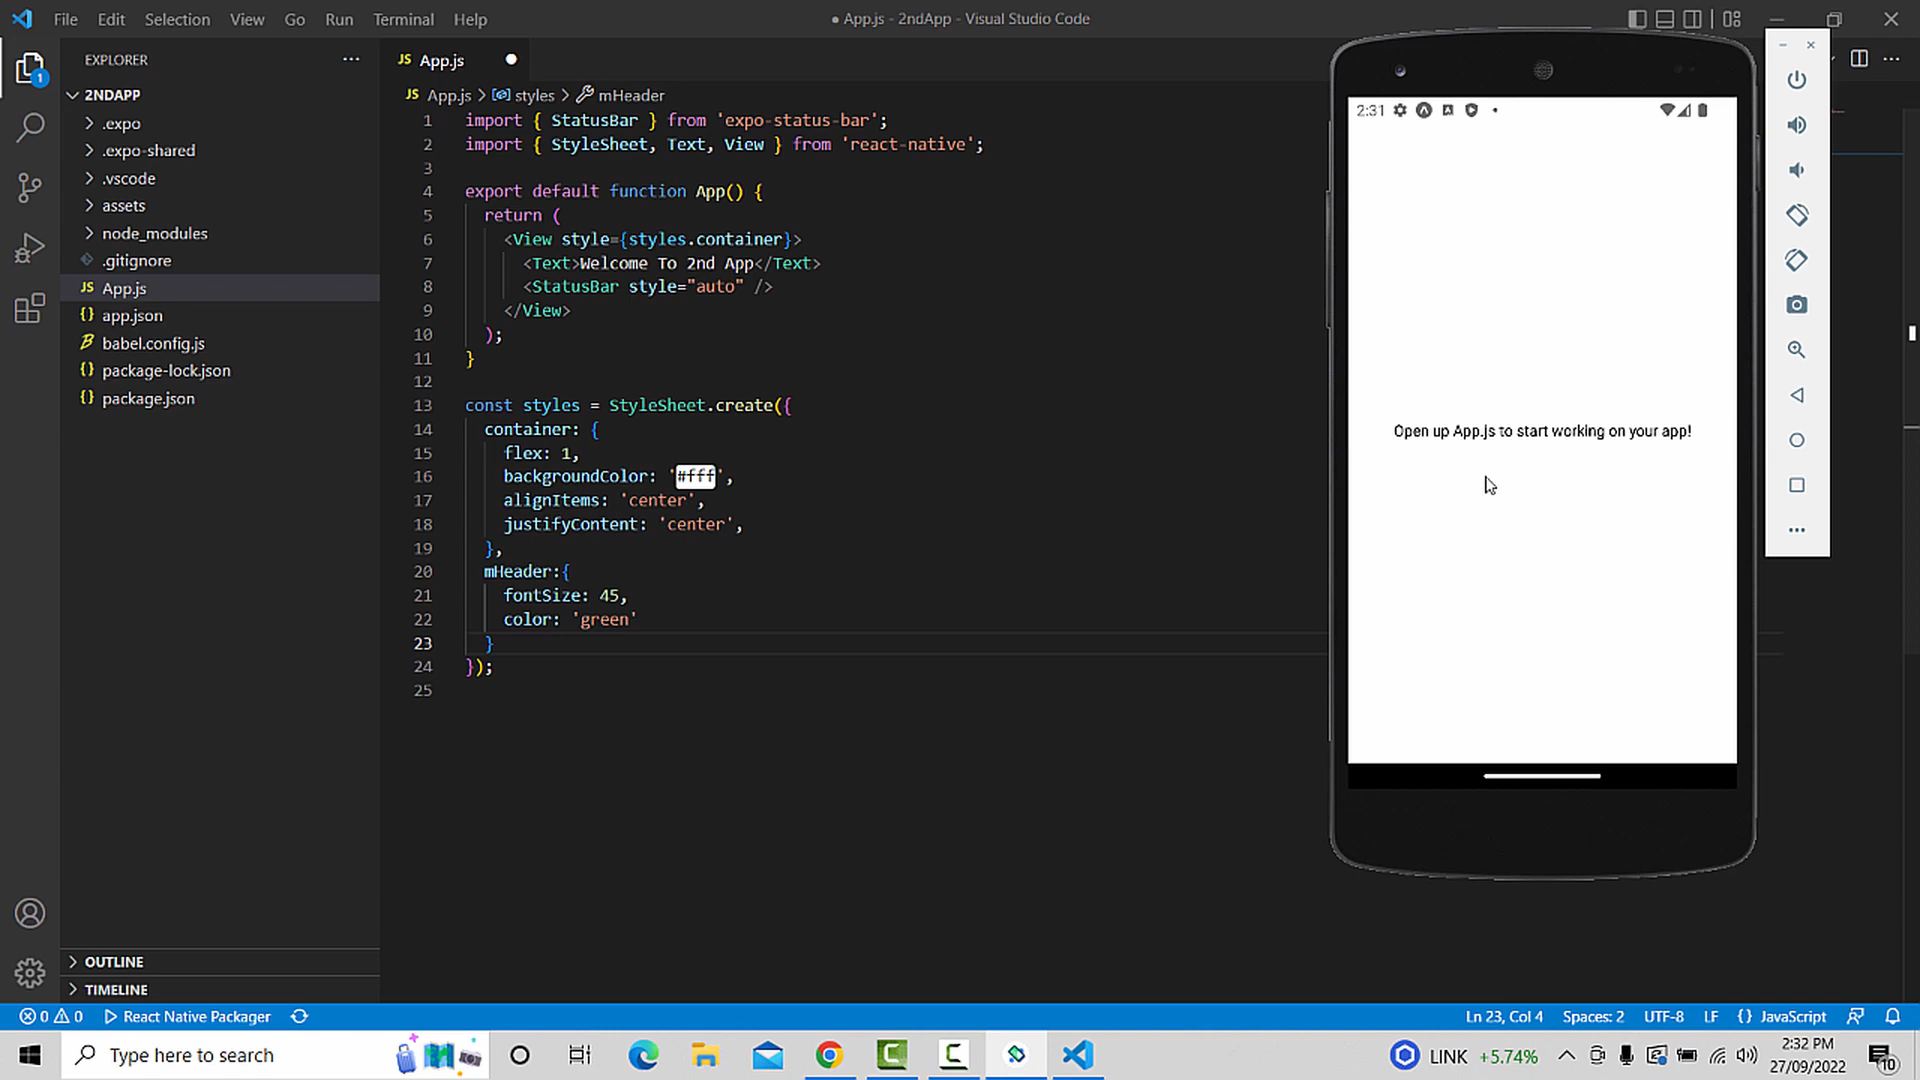 File Edit Selection View Go Run Terminal Help
● App.js - 2ndApp - Visual Studio Code
EXPLORER
2NDAPP
.expo
.expo-shared
.vscode
assets
node_modules
.gitignore
JS App.js
{} app.json
babel.config.js
{} package-lock.json
{} package.json
OUTLINE
TIMELINE
JS App.js
JS App.js > styles > mHeader
1 import { StatusBar } from 'expo-status-bar';
2 import { StyleSheet, Text, View } from 'react-native';
3
4 export default function App() {
5 return (
6 <View style={styles.container}>
7 <Text>Welcome To 2nd App</Text>
8 <StatusBar style="auto" />
9 </View>
10 );
11 }
12
13 const styles = StyleSheet.create({
14 container: {
15 flex: 1,
16 backgroundColor: '#fff',
17 alignItems: 'center',
18 justifyContent: 'center',
19 },
20 mHeader:{
21 fontSize: 45,
22 color: 'green'
23 }
24 });
25
2:31
Open up App.js to start working on your app!
1
0 0 React Native Packager
Ln 23, Col 4 Spaces: 2 UTF-8 LF {} JavaScript
Type here to search
LINK +5.74%
2:32 PM
27/09/2022
10